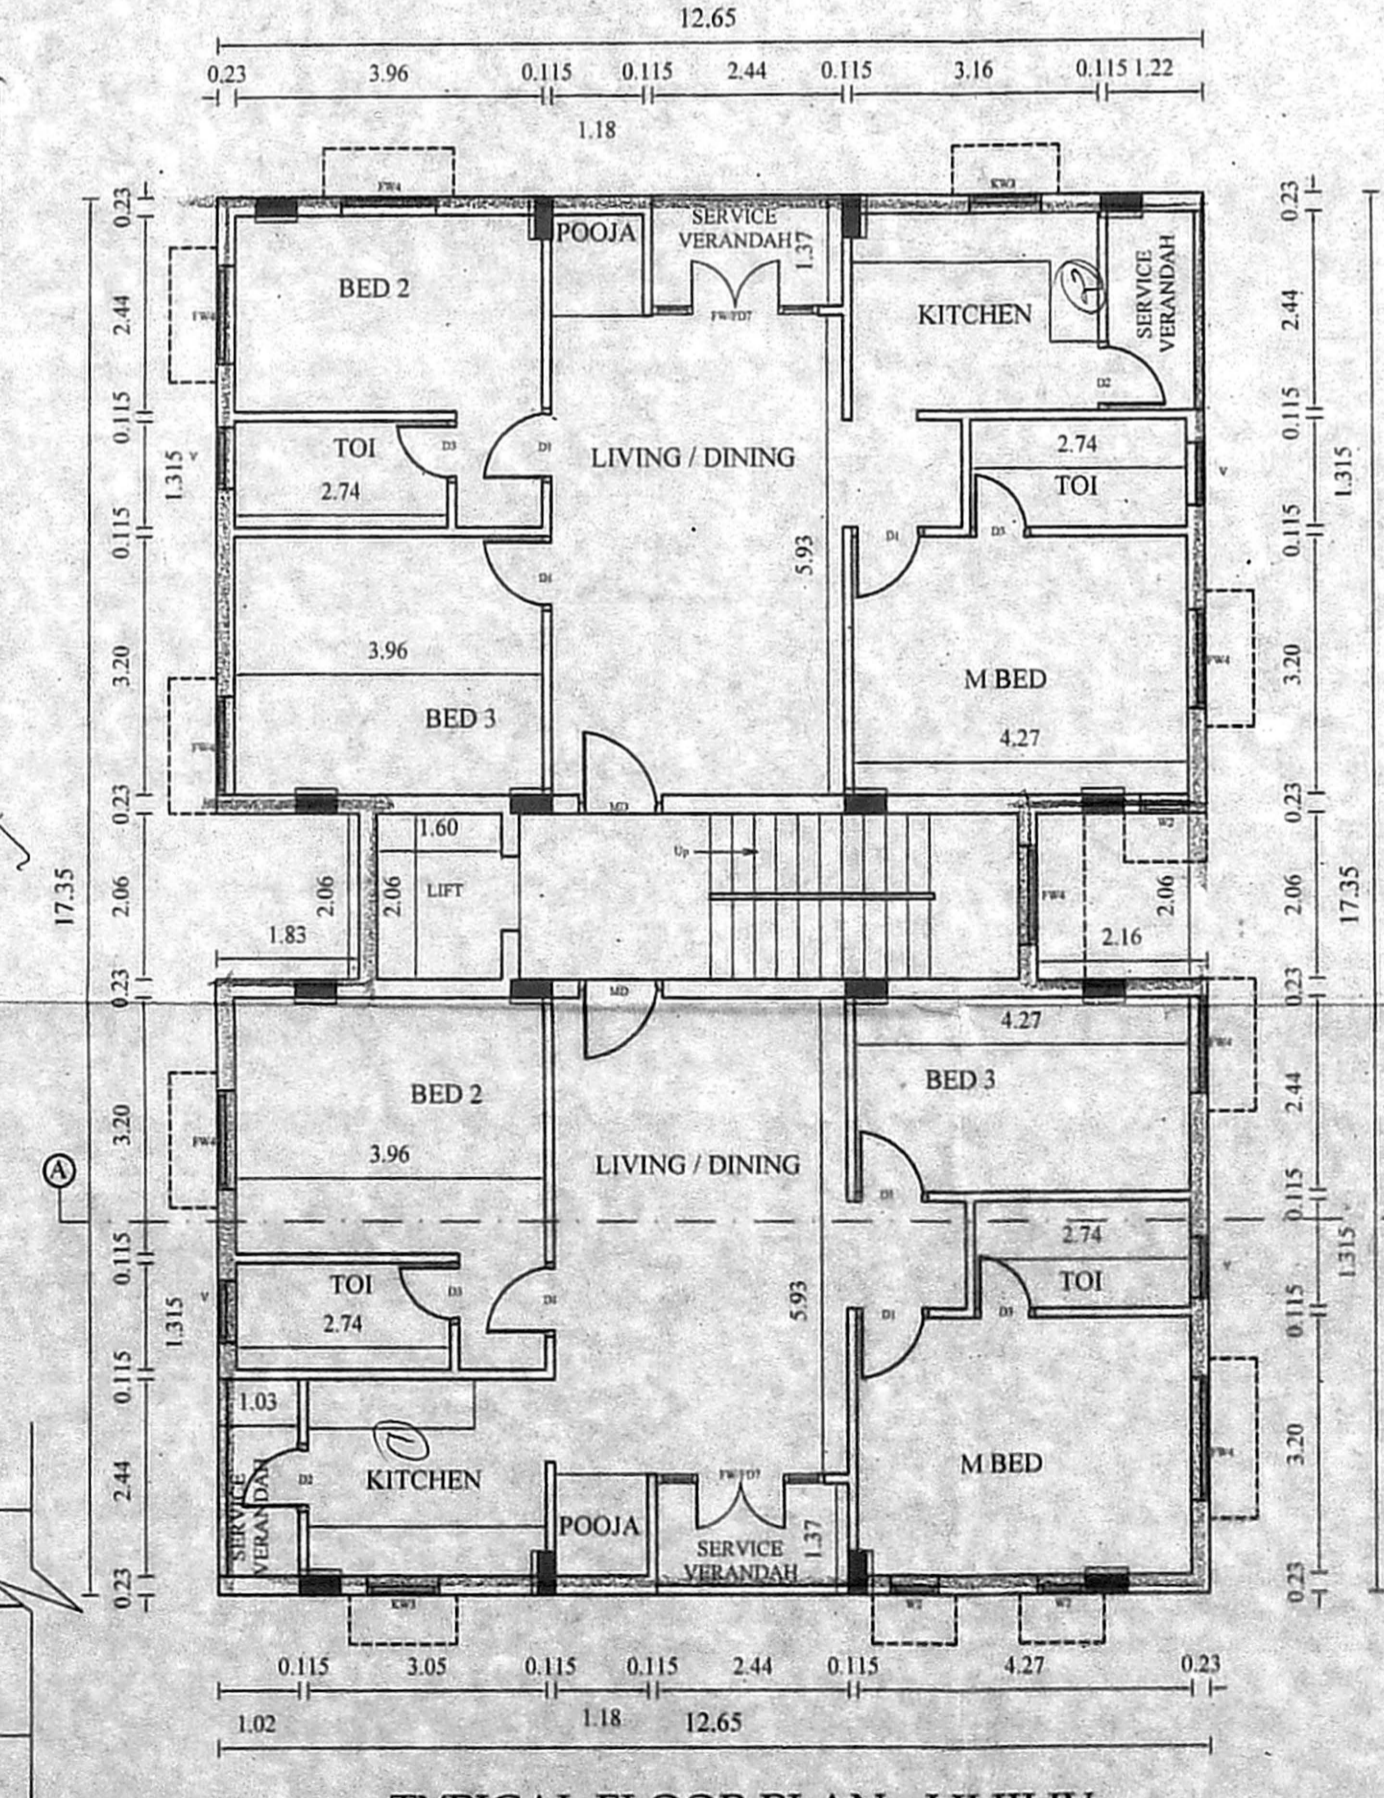 12.65
0.23 3.96 0.115 0.115 2.44 0.115 3.16 0.115 1.22
1.18
FW4 KW3
0.23 POOJA SERVICE VERANDAH 1.37 SERVICE VERANDAH 0.23
BED 2 KITCHEN 2
2.44 FW4 FW/FD7 2.44
D2
0.115 0.115
TOI D3 D1 LIVING / DINING 2.74 V
1.315 V 2.74 TOI 1.315
0.115 D1 D3 0.115
D1 5.93
3.96 FW4
3.20 M BED 3.20
BED 3
FW4 4.27
0.23 MD 0.23
1.60 W2
Up
17.35 2.06 2.06 2.06 LIFT FW4 2.06 2.06 17.35
1.83 2.16
0.23 MD 0.23
4.27
FW4
BED 2 BED 3 2.44
3.20 FW4
3.96 LIVING / DINING
A D1 0.115
2.74
0.115 TOI D3 D1 TOI V 1.315
V 5.93
1.315 2.74 D1 D3 0.115
0.115
1.03
1 FW4 3.20
2.44 D2 KITCHEN FW/FD7 M BED
SERVICE VERANDAH POOJA 1.37
SERVICE
VERANDAH
0.23 0.23
KW3 W2 W2
0.115 3.05 0.115 0.115 2.44 0.115 4.27 0.23
1.02 1.18 12.65
TYPICAL FLOOR PLAN